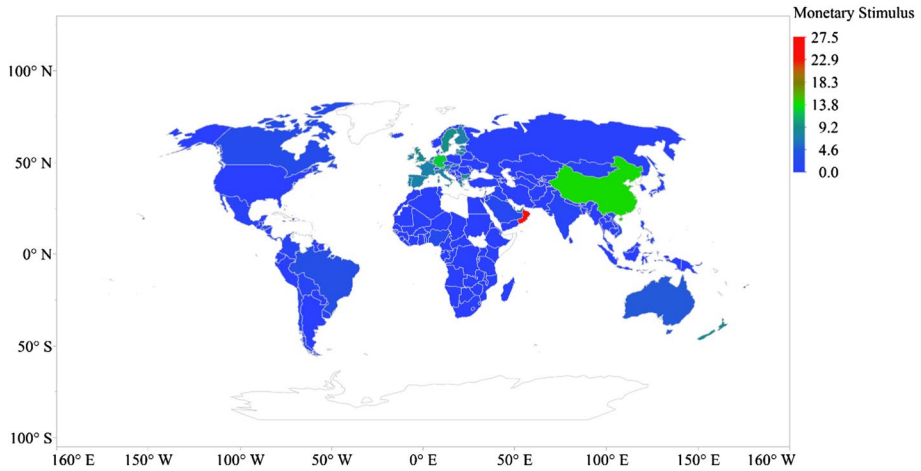 Monetary Stimulus
27.5
22.9
18.3
13.8
9.2
4.6
0.0
100° N
50° N
0° N
50° S
100° S
160° E 150° W 100° W 50° W 0° E 50° E 100° E 150° E 160° W